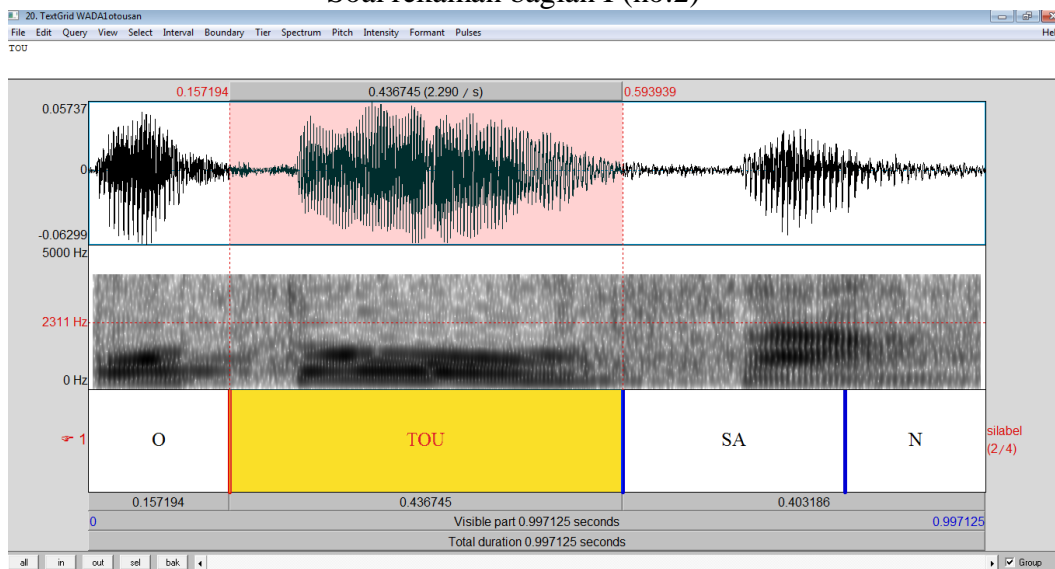 Soal rekaman bagian I (no.2)
20. TextGrid WADA1otousan
File Edit Query View Select Interval Boundary Tier Spectrum Pitch Intensity Formant Pulses Hel
TOU
0.157194 0.436745 (2.290 / s) 0.593939
0.05737
0
-0.06299
5000 Hz
2311 Hz
0 Hz
☞ 1 O TOU SA N silabel (2/4)
0.157194 0.436745 0.403186
0 Visible part 0.997125 seconds 0.997125
Total duration 0.997125 seconds
all in out sel bak Group